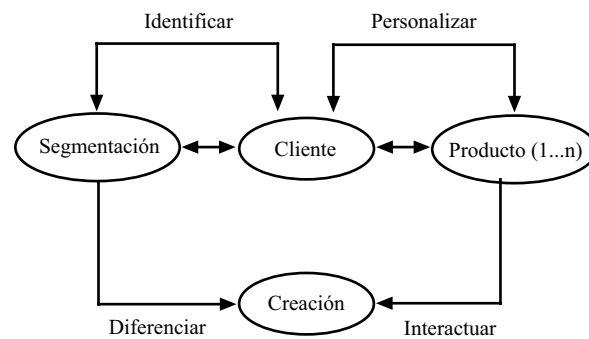 Identificar
Personalizar
Segmentación
Cliente
Producto (1...n)
Creación
Diferenciar
Interactuar